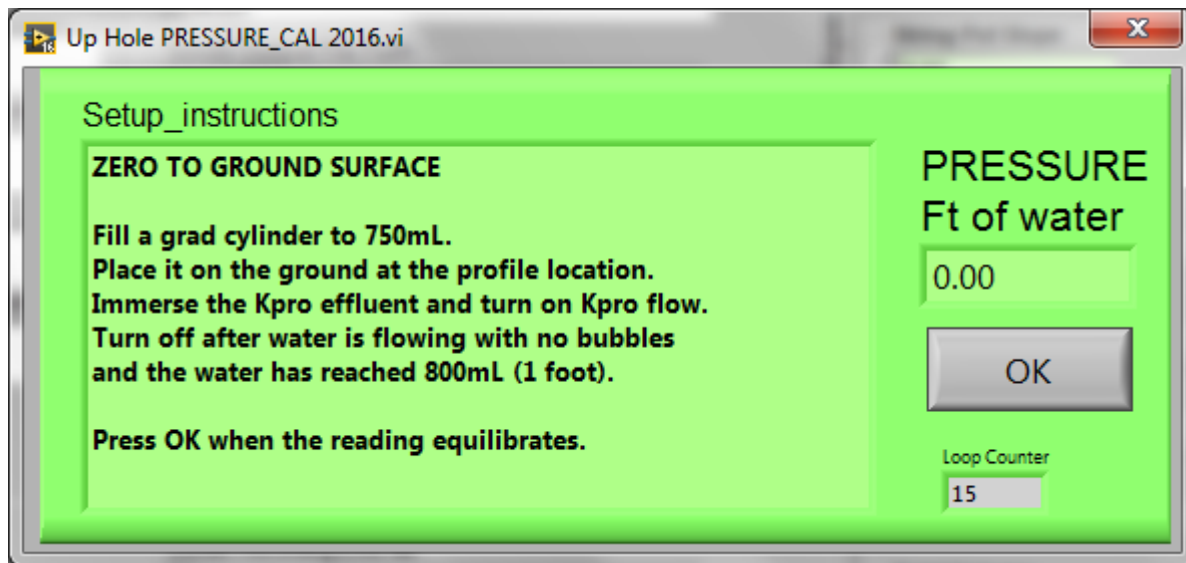 Up Hole PRESSURE_CAL 2016.vi
Setup_instructions
ZERO TO GROUND SURFACE
Fill a grad cylinder to 750mL.
Place it on the ground at the profile location.
Immerse the Kpro effluent and turn on Kpro flow.
Turn off after water is flowing with no bubbles
and the water has reached 800mL (1 foot).
Press OK when the reading equilibrates.
PRESSURE
Ft of water
0.00
OK
Loop Counter
15